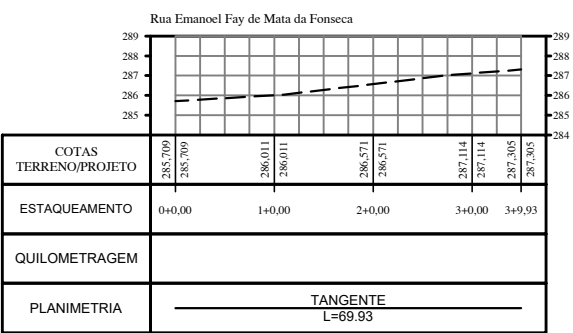 Rua Emanoel Fay de Mata da Fonseca
289 289
288 288
287 287
286 286
285 285
284
COTAS
TERRENO/PROJETO
285,709 285,709 286,011 286,011 286,571 286,571 287,114 287,114 287,305 287,305
ESTAQUEAMENTO 0+0,00 1+0,00 2+0,00 3+0,00 3+9,93
QUILOMETRAGEM
PLANIMETRIA
TANGENTE
L=69.93